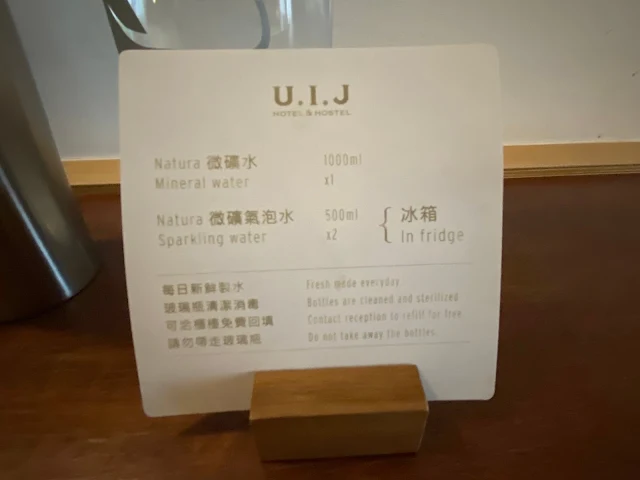 U.I.J
HOTEL & HOSTEL
Natura 微礦水 1000ml
Mineral water x1
Natura 微礦氣泡水 500ml { 冰箱
Sparkling water x2 In fridge
每日新鮮製水 Fresh made everyday
玻璃瓶清潔消毒 Bottles are cleaned and sterilized
可洽櫃檯免費回填 Contact reception to refill for free
請勿帶走玻璃瓶 Do not take away the bottles.